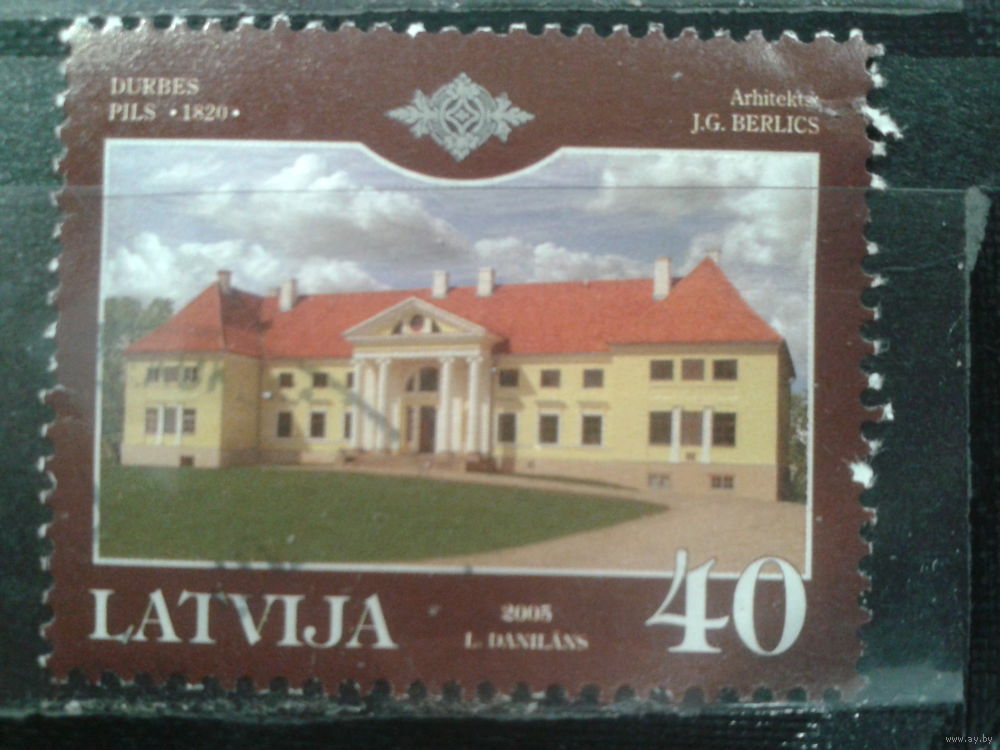 DURBES
PILS • 1820 •
Arhitekts
J.G. BERLICS
LATVIJA
2005
L. DANILĀNS
40
www.ay.by